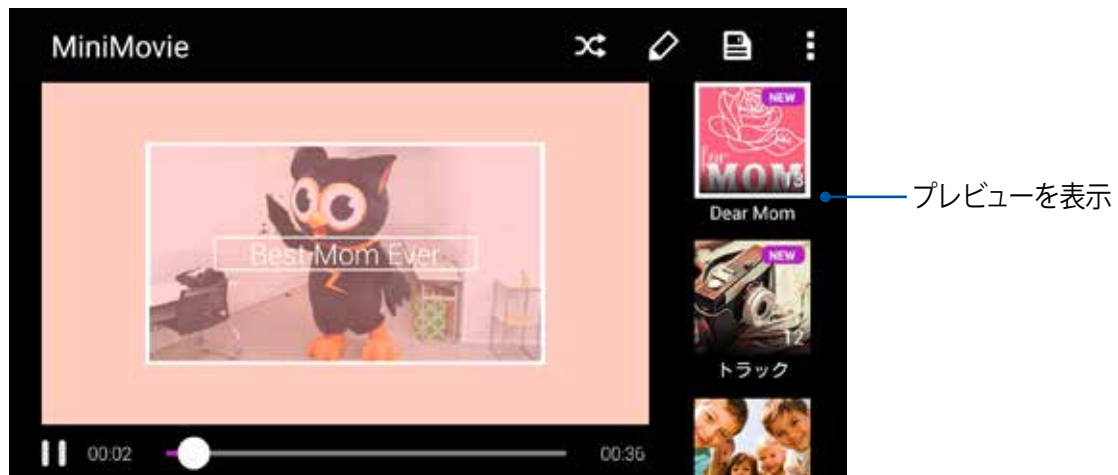 MiniMovie
NEW
for
MOM
13
Dear Mom
プレビューを表示
Best Mom Ever
NEW
12
トラック
00:02
00:36